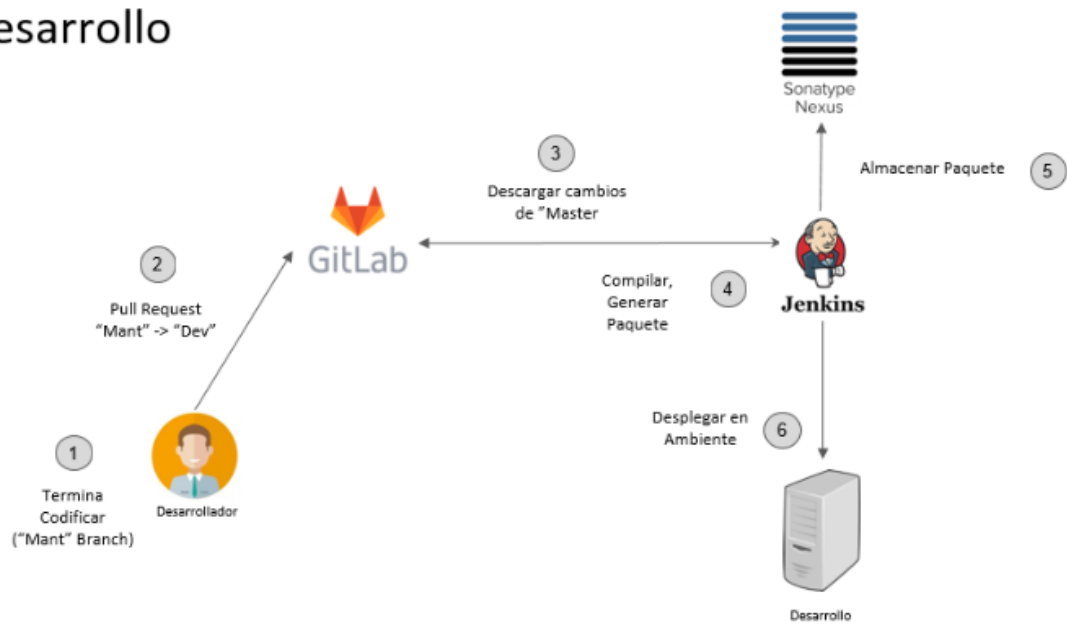 esarrollo
Sonatype
Nexus
3
Descargar cambios
de "Master
Almacenar Paquete
5
GitLab
2
Pull Request
"Mant" -> "Dev"
Compilar,
Generar
Paquete
4
Jenkins
1
Termina
Codificar
("Mant" Branch)
Desarrollador
Desplegar en
Ambiente
6
Desarrollo